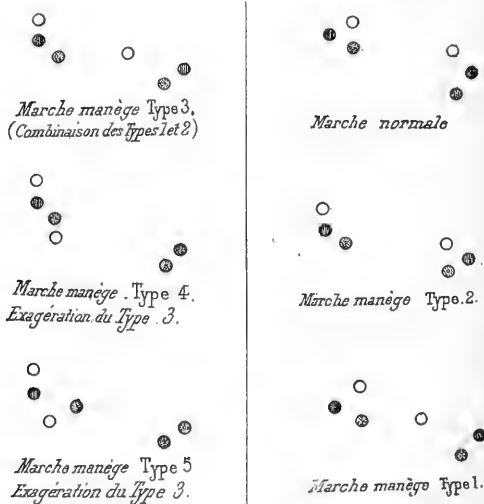 Marche manège Type 3.
(Combinaison des Types 1 et 2)
Marche manège . Type 4.
Exagération du Type . 3.
Marche manège Type 5
Exagération du Type 3.
Marche normale
Marche manège Type.2.
Marche manège Type 1.